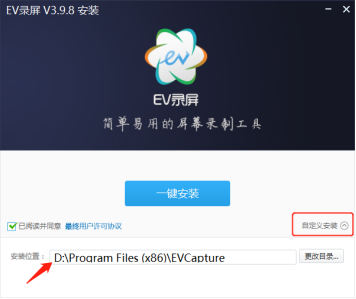 EV录屏 V3.9.8 安装
ev
EV录屏
简单易用的屏幕录制工具
一键安装
已阅读并同意 最终用户许可协议
自定义安装
安装位置: D:\Program Files (x86)\EVCapture 更改目录...